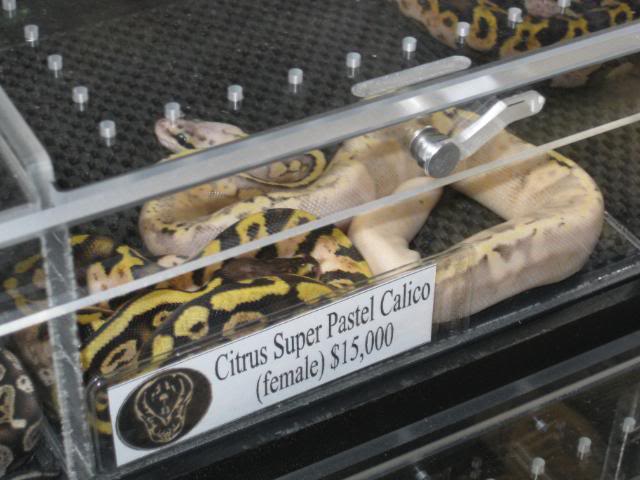 Citrus Super Pastel Calico
(female) $15,000